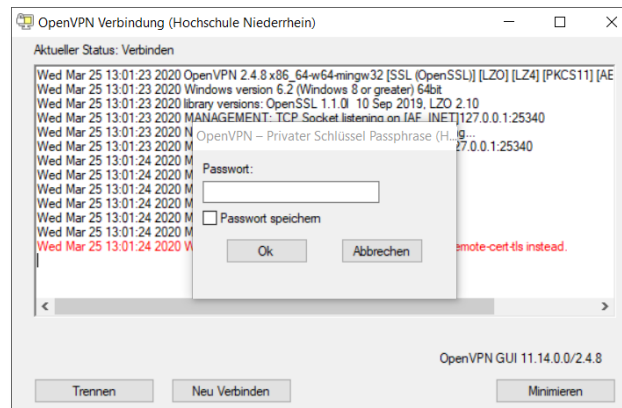 OpenVPN Verbindung (Hochschule Niederrhein)
Aktueller Status: Verbinden
Wed Mar 25 13:01:23 2020 OpenVPN 2.4.8 x86_64-w64-mingw32 [SSL (OpenSSL)] [LZO] [LZ4] [PKCS11] [AE
Wed Mar 25 13:01:23 2020 Windows version 6.2 (Windows 8 or greater) 64bit
Wed Mar 25 13:01:23 2020 library versions: OpenSSL 1.1.0l 10 Sep 2019, LZO 2.10
Wed Mar 25 13:01:23 2020 MANAGEMENT: TCP Socket listening on [AF_INET]127.0.0.1:25340
Wed Mar 25 13:01:23 2020 N
Wed Mar 25 13:01:23 2020 M 27.0.0.1:25340
Wed Mar 25 13:01:24 2020 M
Wed Mar 25 13:01:24 2020 M
Wed Mar 25 13:01:24 2020 M
Wed Mar 25 13:01:24 2020 M
Wed Mar 25 13:01:24 2020 M
Wed Mar 25 13:01:24 2020 W emote-cert-tls instead.
OpenVPN – Privater Schlüssel Passphrase (H...
Passwort:
Passwort speichern
Ok Abbrechen
OpenVPN GUI 11.14.0.0/2.4.8
Trennen Neu Verbinden Minimieren